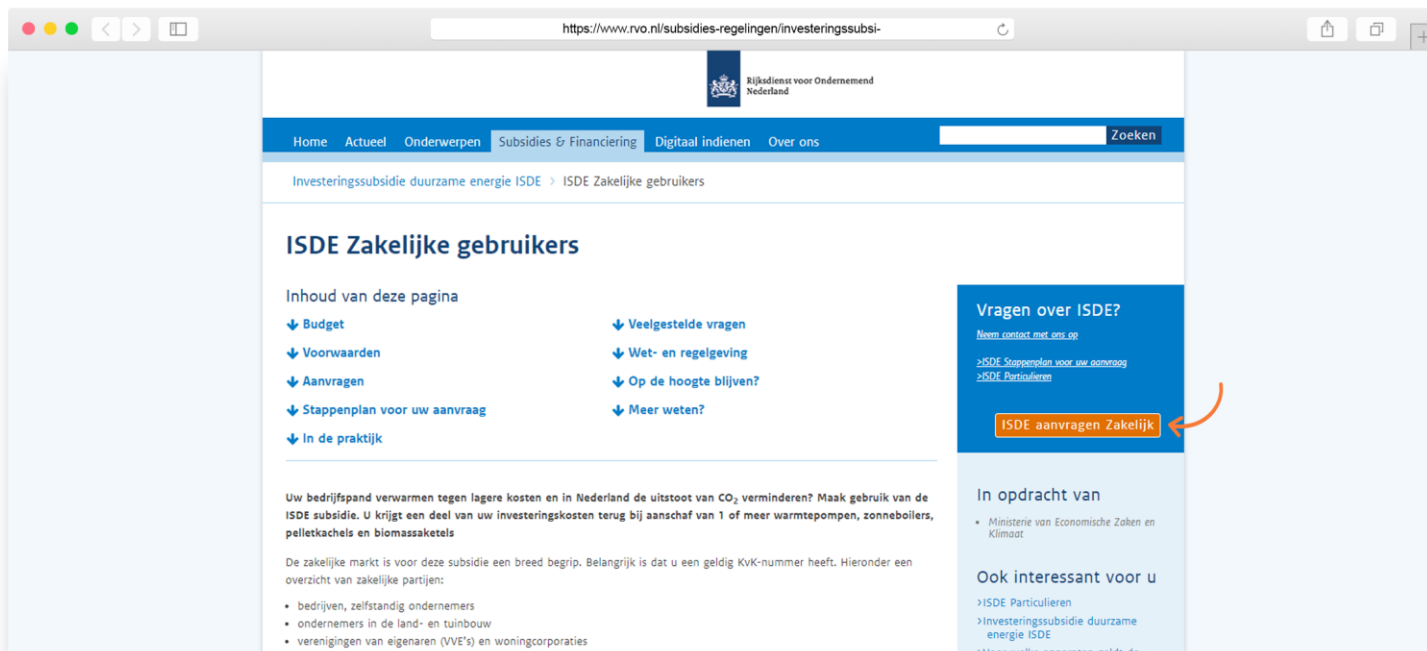 https://www.rvo.nl/subsidies-regelingen/investeringssubsi-
Rijksdienst voor Ondernemend
Nederland
Home Actueel Onderwerpen Subsidies & Financiering Digitaal indienen Over ons Zoeken
Investeringssubsidie duurzame energie ISDE > ISDE Zakelijke gebruikers
ISDE Zakelijke gebruikers
Inhoud van deze pagina
Budget
Voorwaarden
Aanvragen
Stappenplan voor uw aanvraag
In de praktijk
Veelgestelde vragen
Wet- en regelgeving
Op de hoogte blijven?
Meer weten?
Uw bedrijfspand verwarmen tegen lagere kosten en in Nederland de uitstoot van CO₂ verminderen? Maak gebruik van de
ISDE subsidie. U krijgt een deel van uw investeringskosten terug bij aanschaf van 1 of meer warmtepompen, zonneboilers,
pelletkachels en biomassaketels
De zakelijke markt is voor deze subsidie een breed begrip. Belangrijk is dat u een geldig KvK-nummer heeft. Hieronder een
overzicht van zakelijke partijen:
• bedrijven, zelfstandig ondernemers
• ondernemers in de land- en tuinbouw
• verenigingen van eigenaren (VVE's) en woningcorporaties
Vragen over ISDE?
Neem contact met ons op
>ISDE Stappenplan voor uw aanvraag
>ISDE Particulieren
ISDE aanvragen Zakelijk
In opdracht van
• Ministerie van Economische Zaken en
Klimaat
Ook interessant voor u
>ISDE Particulieren
>Investeringssubsidie duurzame
energie ISDE